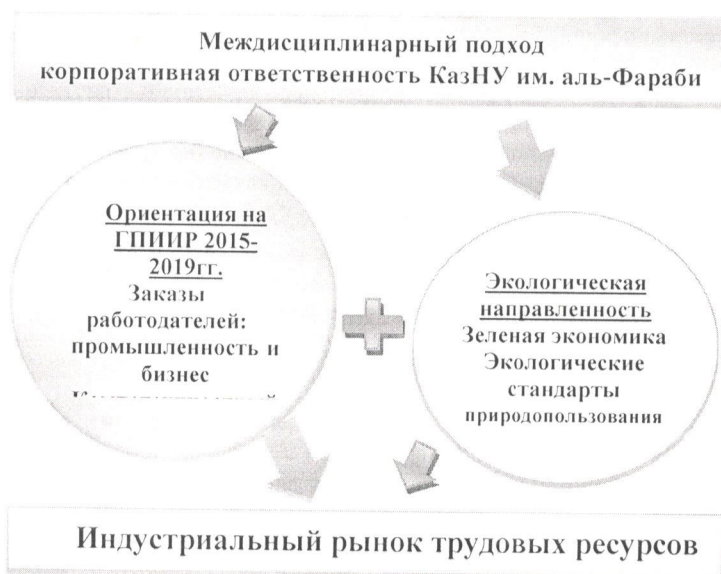 Междисциплинарный подход
корпоративная ответственность КазНУ им. аль-Фараби
Ориентация на
ГПИИР 2015-
2019гг.
Заказы
работодателей:
промышленность и
бизнес
Экологическая
направленность
Зеленая экономика
Экологические
стандарты
природопользования
Индустриальный рынок трудовых ресурсов